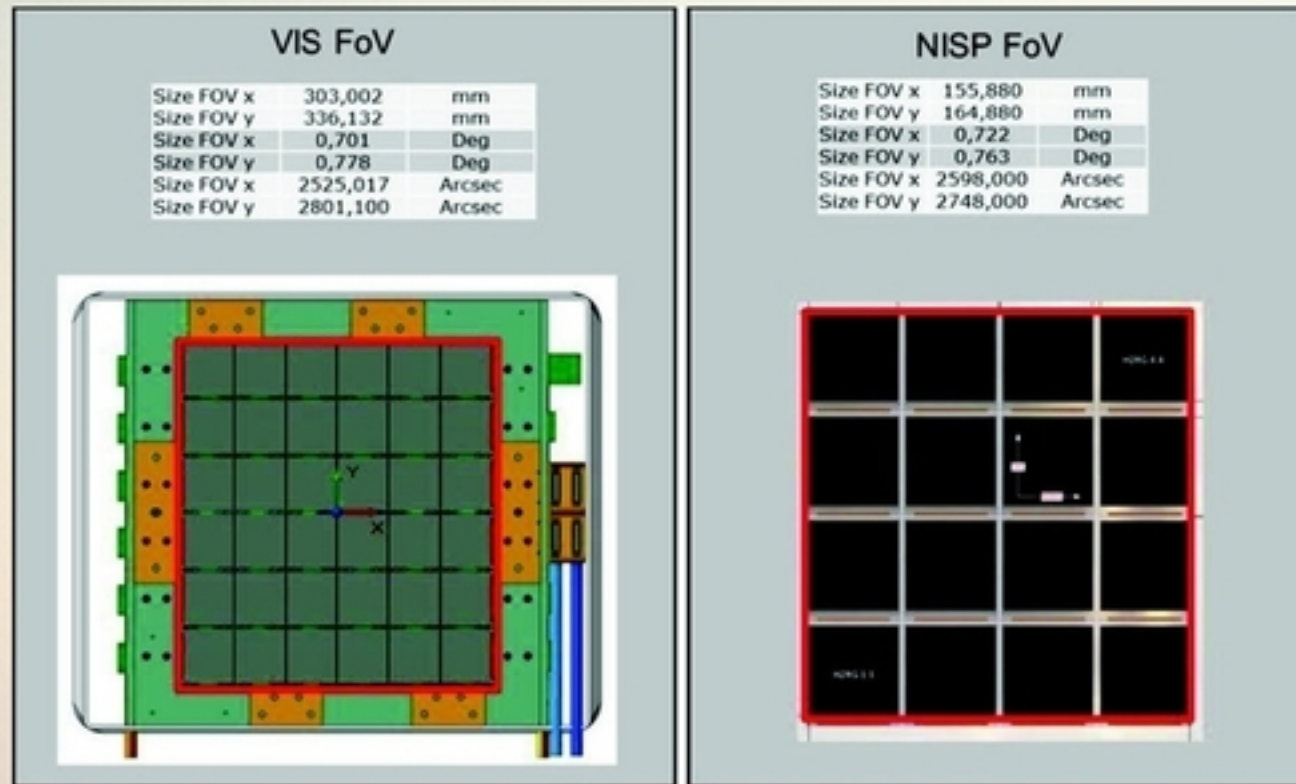 VIS FoV
Size FOV x 303,002 mm
Size FOV y 336,132 mm
Size FOV x 0,701 Deg
Size FOV y 0,778 Deg
Size FOV x 2525,017 Arcsec
Size FOV y 2801,100 Arcsec
Y
X
NISP FoV
Size FOV x 155,880 mm
Size FOV y 164,880 mm
Size FOV x 0,722 Deg
Size FOV y 0,763 Deg
Size FOV x 2598,000 Arcsec
Size FOV y 2748,000 Arcsec